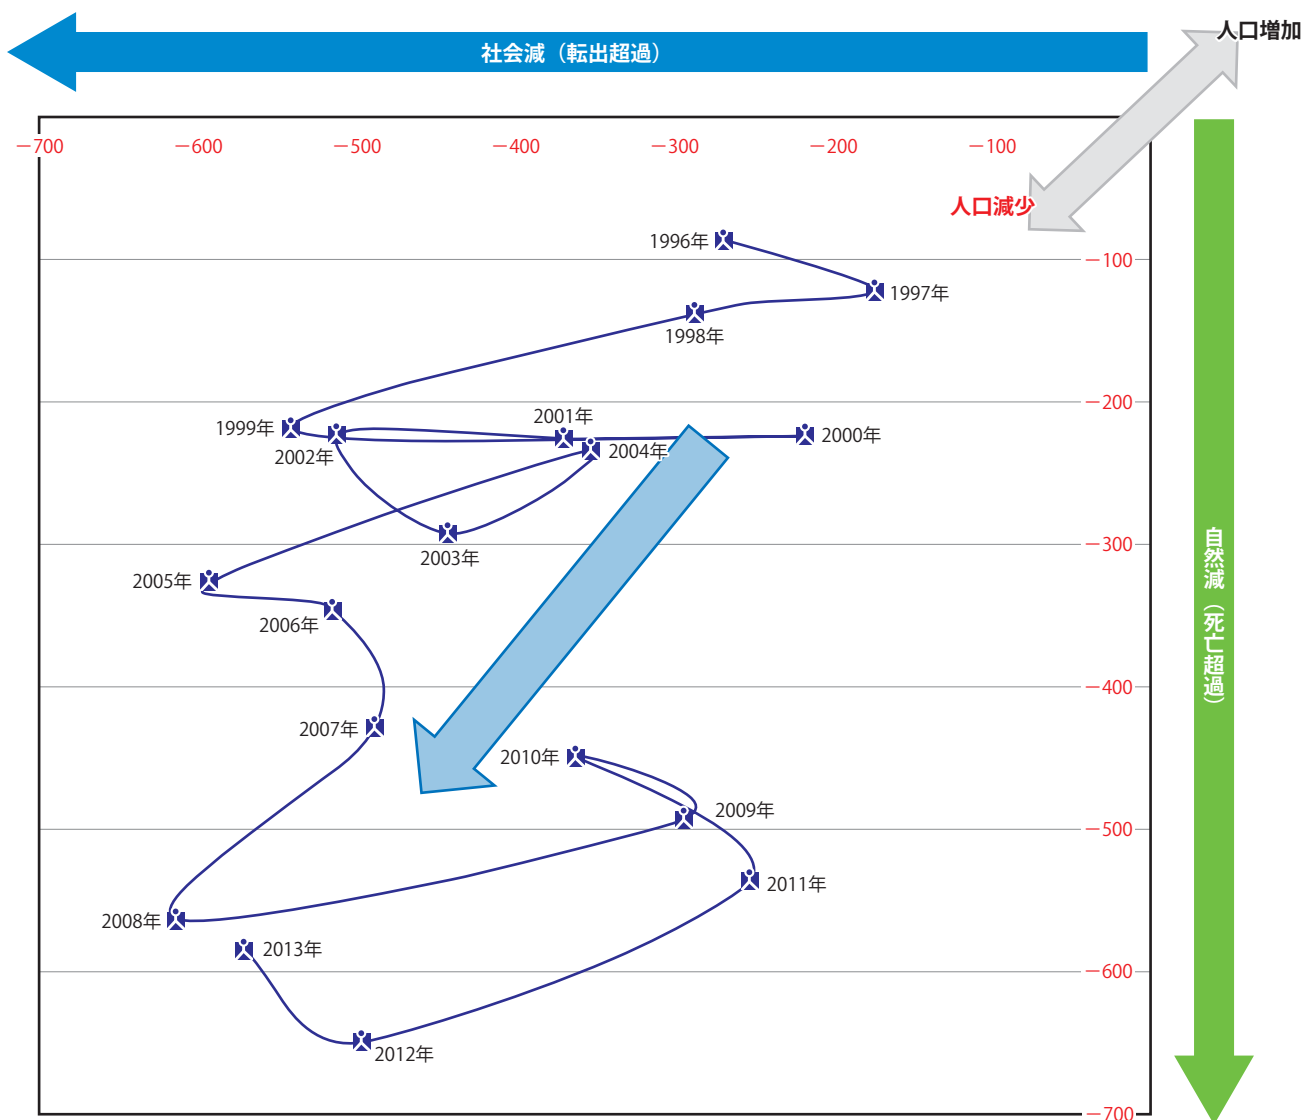 人口増加
社会減（転出超過）
－700
－600
－500
－400
－300
－200
－100
人口減少
1996年
－100
1997年
1998年
－200
2001年
1999年
2000年
2002年
2004年
－300
2003年
自然減（死亡超過）
2005年
2006年
－400
2007年
2010年
2009年
－500
2011年
2008年
2013年
－600
2012年
－700